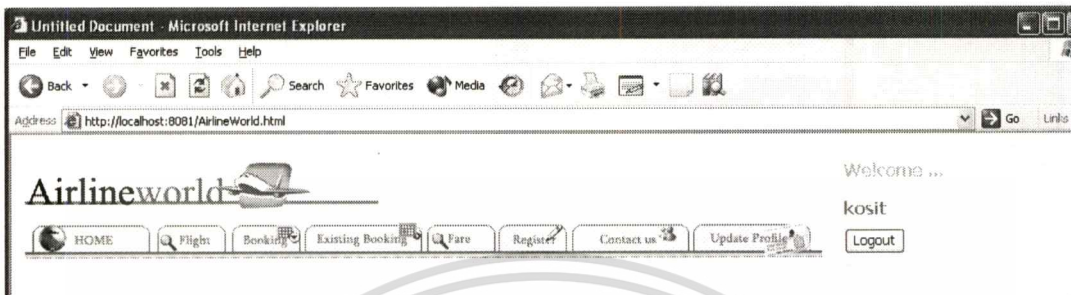 Untitled Document - Microsoft Internet Explorer
File Edit View Favorites Tools Help
Back Search Favorites Media
Address http://localhost:8081/AirlineWorld.html Go Links
Welcome ...
Airlineworld
kosit
HOME Flight Booking Existing Booking Fare Register Contact us Update Profile
Logout